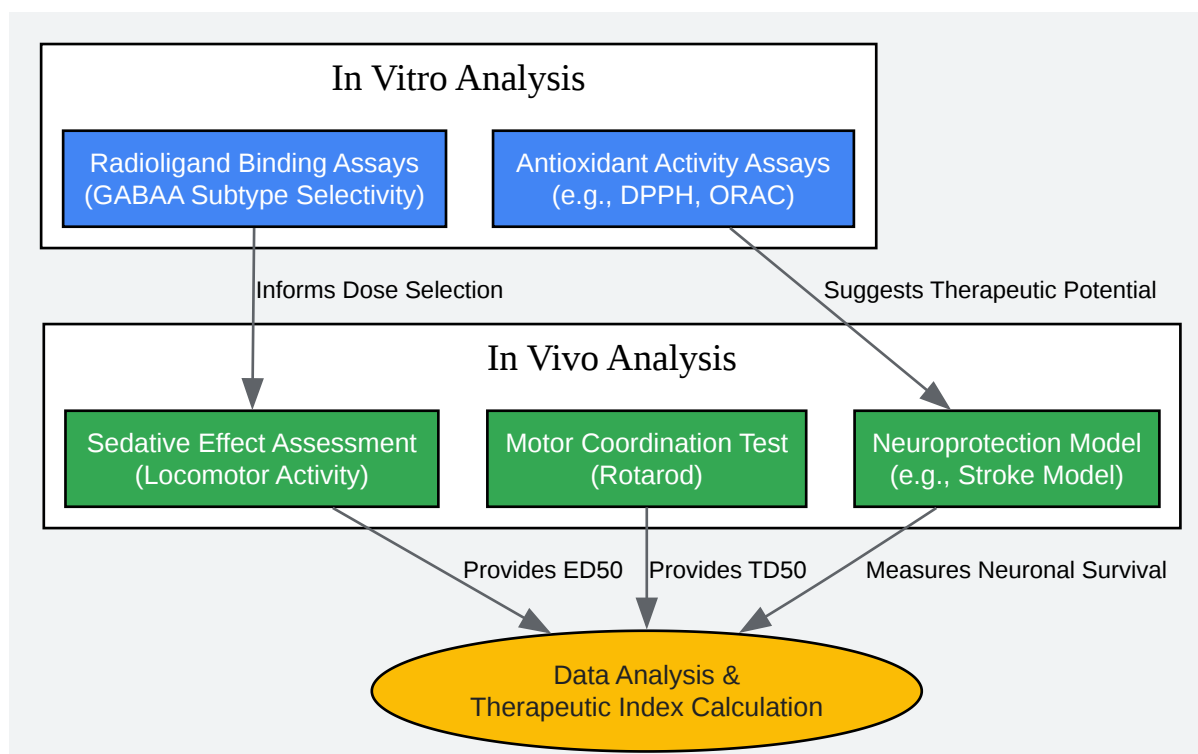 In Vitro Analysis
Radioligand Binding Assays
(GABAA Subtype Selectivity)
Antioxidant Activity Assays
(e.g., DPPH, ORAC)
Informs Dose Selection
Suggests Therapeutic Potential
In Vivo Analysis
Sedative Effect Assessment
(Locomotor Activity)
Motor Coordination Test
(Rotarod)
Neuroprotection Model
(e.g., Stroke Model)
Provides ED50
Provides TD50
Measures Neuronal Survival
Data Analysis &
Therapeutic Index Calculation